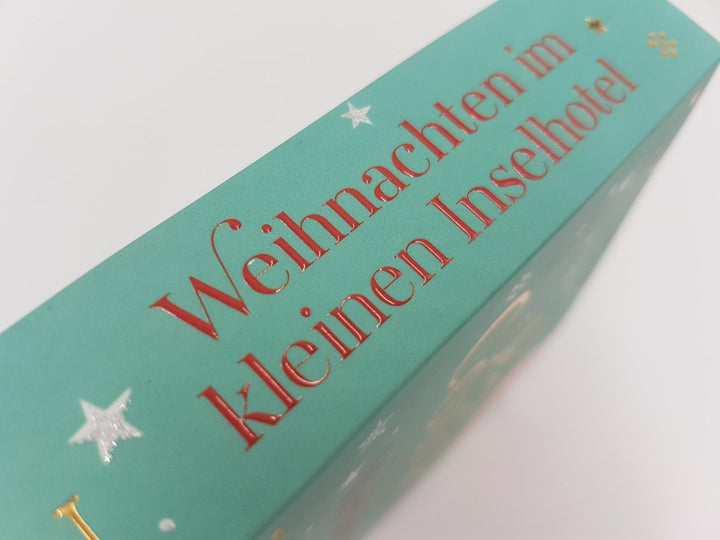 Weihnachten im
kleinen Inselhotel